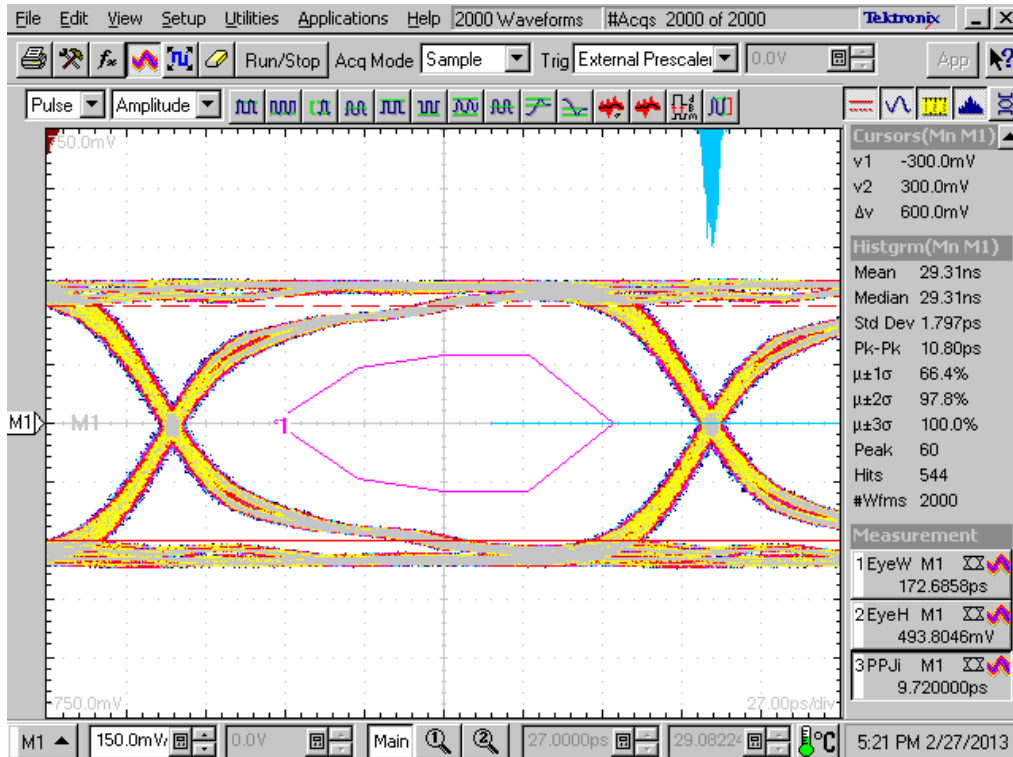 File Edit View Setup Utilities Applications Help 2000 Waveforms #Acqs 2000 of 2000 Tektronix
Run/Stop Acq Mode Sample Trig External Prescaler 0.0V App
Pulse Amplitude
750.0mV
Cursors(Mn M1)
v1 -300.0mV
v2 300.0mV
Δv 600.0mV
Histgrm(Mn M1)
Mean 29.31ns
Median 29.31ns
Std Dev 1.797ps
Pk-Pk 10.80ps
μ±1σ 66.4%
μ±2σ 97.8%
μ±3σ 100.0%
Peak 60
Hits 544
#Wfms 2000
M1 M1 1
Measurement
1 EyeW M1
172.6858ps
2 EyeH M1
493.8046mV
3 PPJi M1
9.720000ps
-750.0mV 27.00ps/div
M1 150.0mV/ 0.0V Main 1 2 27.0000ps 29.0822 °C 5:21 PM 2/27/2013